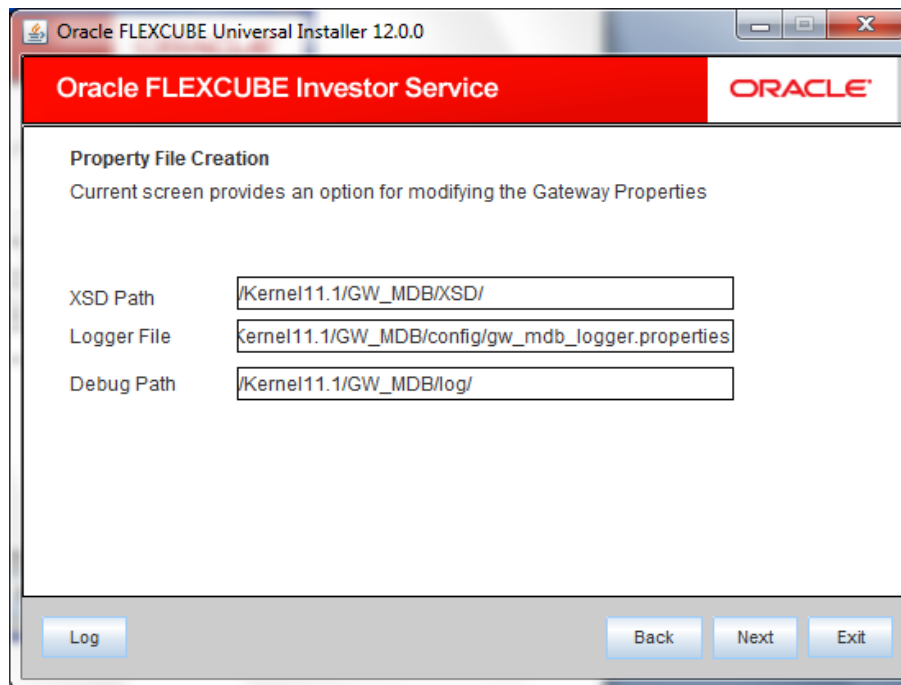 Oracle FLEXCUBE Universal Installer 12.0.0
Oracle FLEXCUBE Investor Service
ORACLE
Property File Creation
Current screen provides an option for modifying the Gateway Properties
XSD Path /Kernel11.1/GW_MDB/XSD/
Logger File Kernel11.1/GW_MDB/config/gw_mdb_logger.properties
Debug Path /Kernel11.1/GW_MDB/log/
Log Back Next Exit